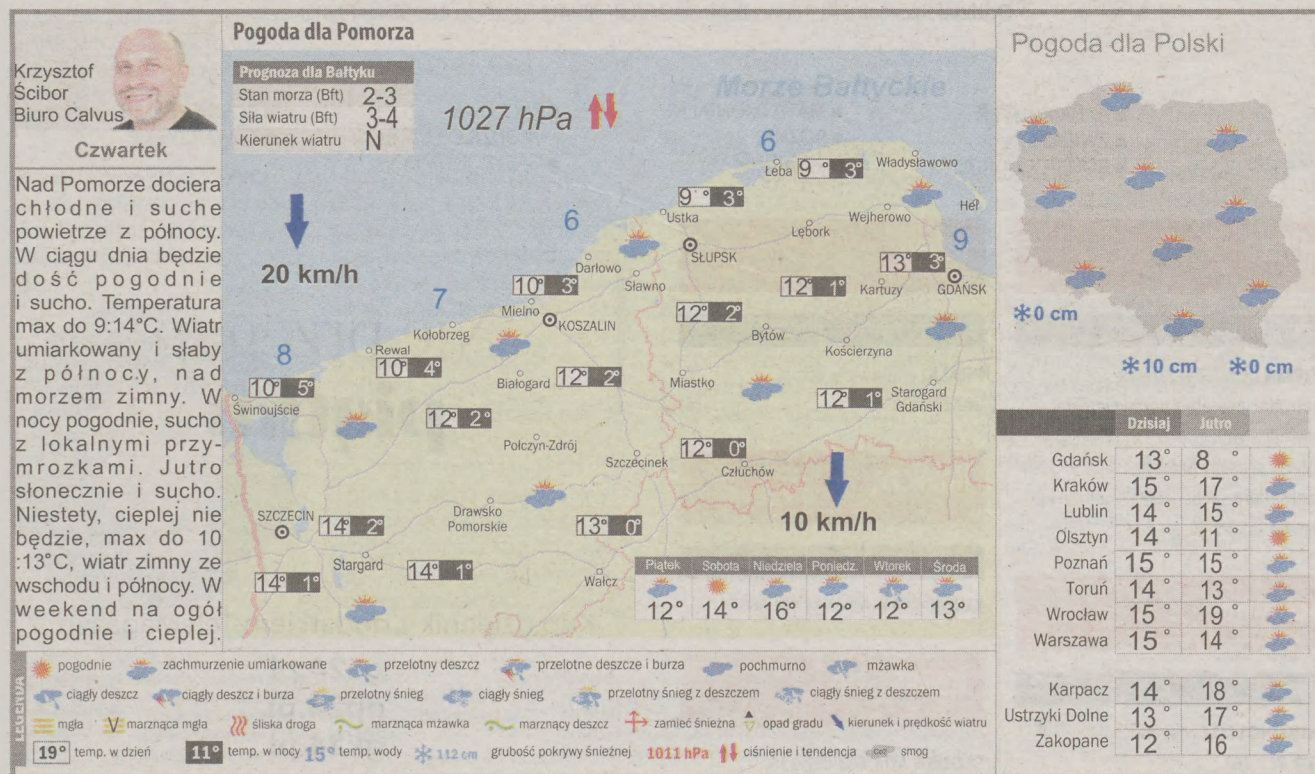 Krzysztof
Ścibor
Biuro Calvus
Czwartek
Nad Pomorze dociera
chłodne i suche
powietrze z północy.
W ciągu dnia będzie
dość pogodnie
i sucho. Temperatura
max do 9:14°C. Wiatr
umiarkowany i słaby
z północy, nad
morzem zimny. W
nocy pogodnie, sucho
z lokalnymi przy-
mrozkami. Jutro
słonecznie i sucho.
Niestety, cieplej nie
będzie, max do 10
:13°C, wiatr zimny ze
wschodu i północy. W
weekend na ogół
pogodnie i cieplej.
Pogoda dla Pomorza
Prognoza dla Bałtyku
Stan morza (Bft) 2-3
Siła wiatru (Bft) 3-4
Kierunek wiatru N
1027 hPa
Morze Bałtyckie
20 km/h
6
Łeba 9° 3°
Władysławowo
9° 3°
Ustka
Hel
Wejherowo
Lębork
6
9
SŁUPSK
13° 3°
Darłowo
GDAŃSK
Kartuzy
12° 1°
Sławno
10° 3°
Mielno
7
KOSZALIN
12° 2°
Bytów
Kołobrzeg
Kościerzyna
8
Rewal
10° 4°
10° 5°
Świnoujście
Białogard
12° 2°
Miastko
12° 1°
Starogard
Gdański
12° 2°
Połczyn-Zdrój
Szczecinek
12° 0°
Człuchów
Drawsko
Pomorskie
SZCZECIN
14° 2°
13° 0°
10 km/h
Stargard
14° 1°
14° 1°
Wałcz
Piątek Sobota Niedziela Poniedz. Wtorek Środa
12° 14° 16° 12° 12° 13°
Pogoda dla Polski
0 cm
10 cm 0 cm
Dzisiaj Jutro
Gdańsk 13° 8°
Kraków 15° 17°
Lublin 14° 15°
Olsztyn 14° 11°
Poznań 15° 15°
Toruń 14° 13°
Wrocław 15° 19°
Warszawa 15° 14°
Karpacz 14° 18°
Ustrzyki Dolne 13° 17°
Zakopane 12° 16°
LEGENDA
pogodnie zachmurzenie umiarkowane przelotny deszcz przelotne deszcze i burza pochmurno mżawka
ciągły deszcz ciągły deszcz i burza przelotny śnieg ciągły śnieg przelotny śnieg z deszczem ciągły śnieg z deszczem
mgła marznąca mgła śliska droga marznąca mżawka marznący deszcz zamieć śnieżna opad gradu kierunek i prędkość wiatru
19° temp. w dzień 11° temp. w nocy 15° temp. wody 112 cm grubość pokrywy śnieżnej 1011 hPa ciśnienie i tendencja smog